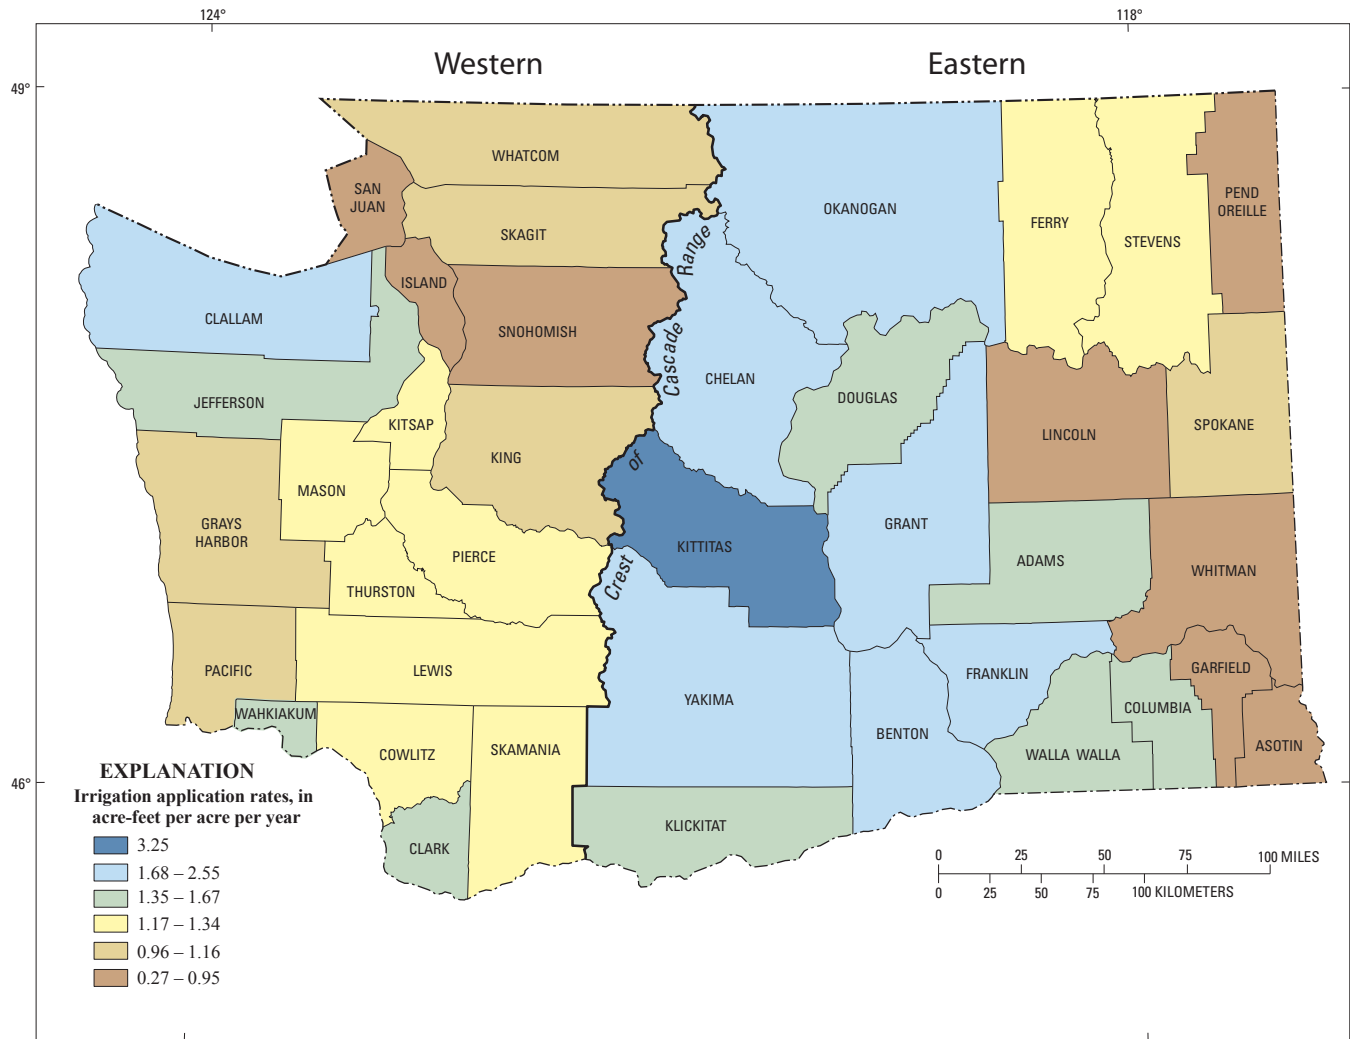 124°
118°
Western
Eastern
49°
WHATCOM
SAN
JUAN
SKAGIT
OKANOGAN
FERRY
STEVENS
PEND
OREILLE
ISLAND
CLALLAM
SNOHOMISH
Crest of Cascade Range
CHELAN
JEFFERSON
DOUGLAS
KITSAP
LINCOLN
SPOKANE
KING
MASON
GRAYS
HARBOR
GRANT
KITTITAS
PIERCE
ADAMS
WHITMAN
THURSTON
PACIFIC
LEWIS
YAKIMA
FRANKLIN
GARFIELD
WAHKIAKUM
COLUMBIA
COWLITZ
SKAMANIA
BENTON
WALLA WALLA
ASOTIN
46°
KLICKITAT
CLARK
EXPLANATION
Irrigation application rates, in
acre-feet per acre per year
3.25
1.68 – 2.55
1.35 – 1.67
1.17 – 1.34
0.96 – 1.16
0.27 – 0.95
0 25 50 75 100 MILES
0 25 50 75 100 KILOMETERS